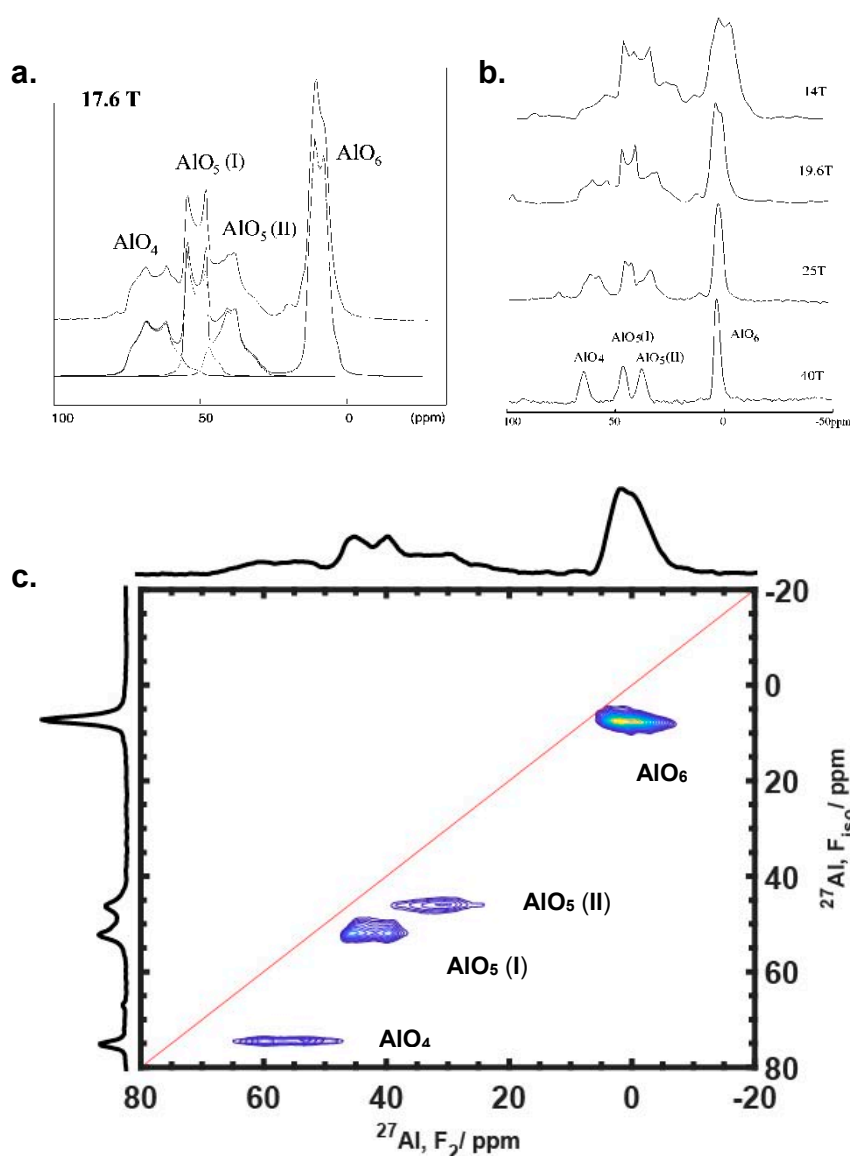 a.
17.6 T
AlO₅ (I)
AlO₆
AlO₄
AlO₅ (II)
100
50
0
(ppm)
b.
14T
19.6T
25T
AlO₄
AlO₅(I)
AlO₅(II)
AlO₆
40T
100
50
0
-50ppm
c.
-20
0
20
40
60
80
AlO₆
AlO₅ (II)
AlO₅ (I)
AlO₄
²⁷Al, Fᵢₛₒ/ ppm
80
60
40
20
0
-20
²⁷Al, F₂/ ppm